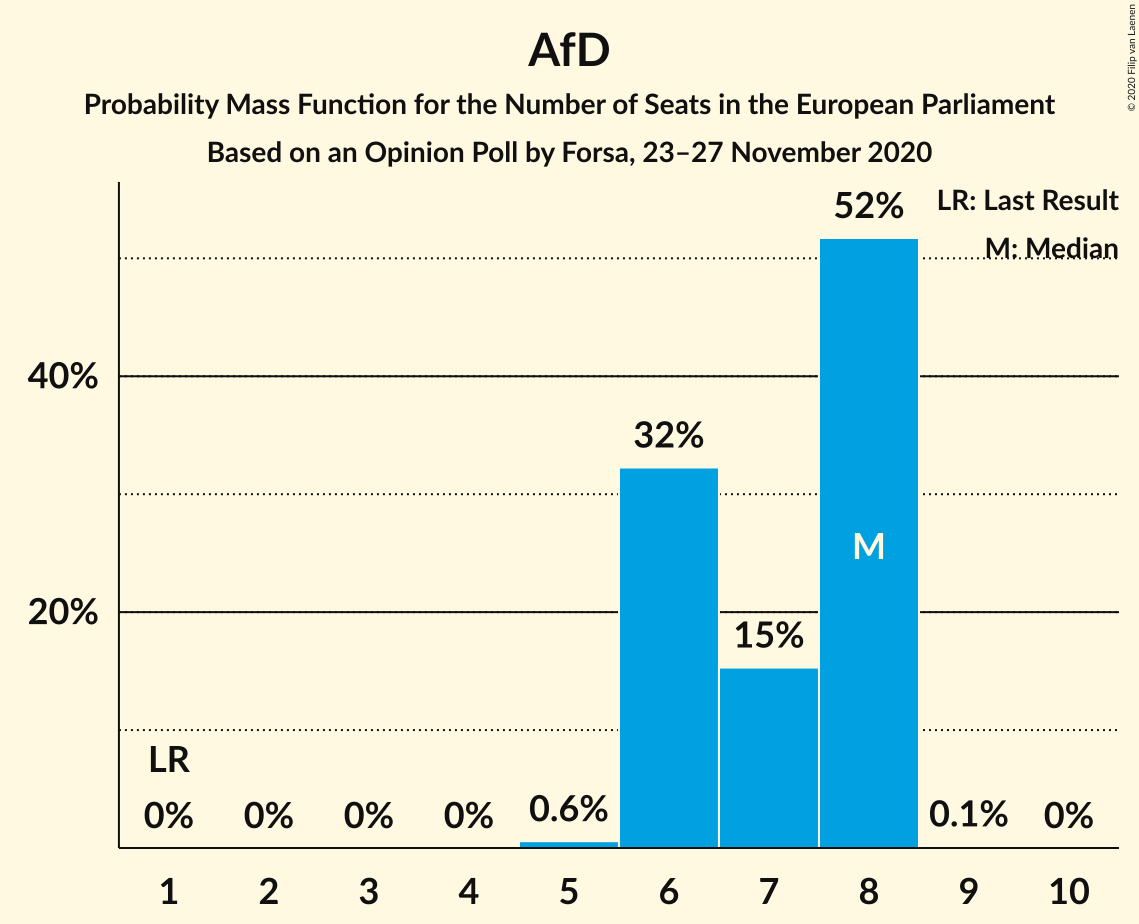 AfD
Probability Mass Function for the Number of Seats in the European Parliament
Based on an Opinion Poll by Forsa, 23–27 November 2020
© 2020 Filip van Laenen
LR: Last Result
M: Median
52%
40%
32%
M
20%
15%
LR
0%
0%
0%
0%
0.6%
0.1%
0%
1
2
3
4
5
6
7
8
9
10